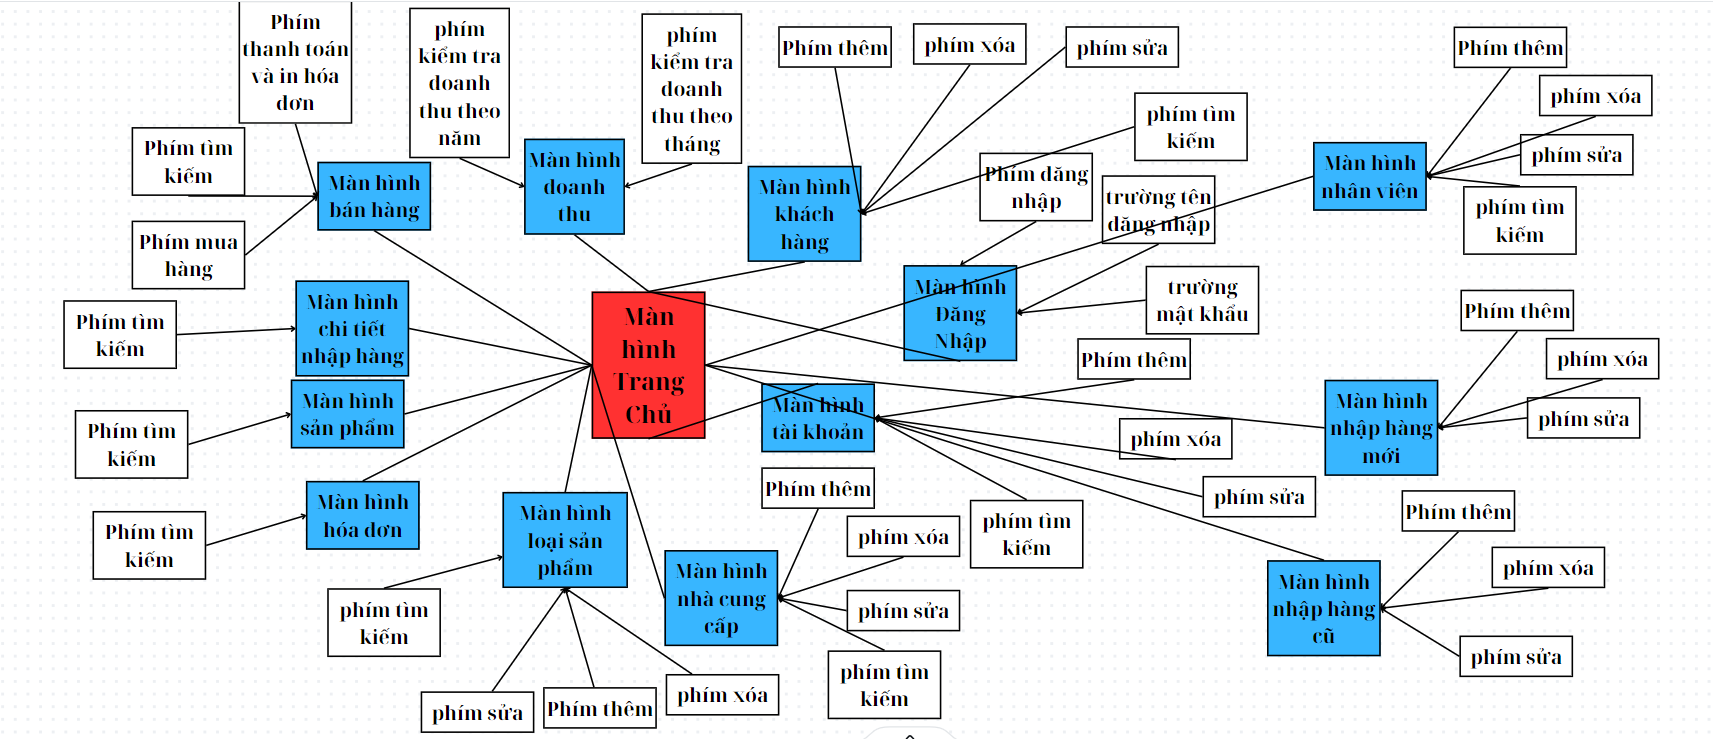 Phím
thanh toán
và in hóa
đơn
phím
kiểm tra
doanh
thu theo
năm
phím
kiểm tra
doanh
thu theo
tháng
Phím thêm
phím xóa
phím sửa
phím tìm
kiếm
Phím thêm
phím xóa
phím sửa
phím tìm
kiếm
Phím tìm
kiếm
Phím mua
hàng
Màn hình
bán hàng
Màn hình
doanh
thu
Màn hình
khách
hàng
Phím đăng
nhập
trường tên
đăng nhập
trường
mật khẩu
Màn hình
Đăng
Nhập
Màn hình
nhân viên
Phím tìm
kiếm
Màn hình
chi tiết
nhập hàng
Màn
hình
Trang
Chủ
Phím tìm
kiếm
Màn hình
sản phẩm
Màn hình
tài khoản
Phím thêm
phím xóa
phím sửa
phím tìm
kiếm
Phím thêm
phím xóa
phím sửa
Màn hình
nhập hàng
mới
Phím tìm
kiếm
Màn hình
hóa đơn
Màn hình
loại sản
phẩm
phím tìm
kiếm
phím sửa
Phím thêm
phím xóa
Màn hình
nhà cung
cấp
Phím thêm
phím xóa
phím sửa
phím tìm
kiếm
Màn hình
nhập hàng
cũ
Phím thêm
phím xóa
phím sửa